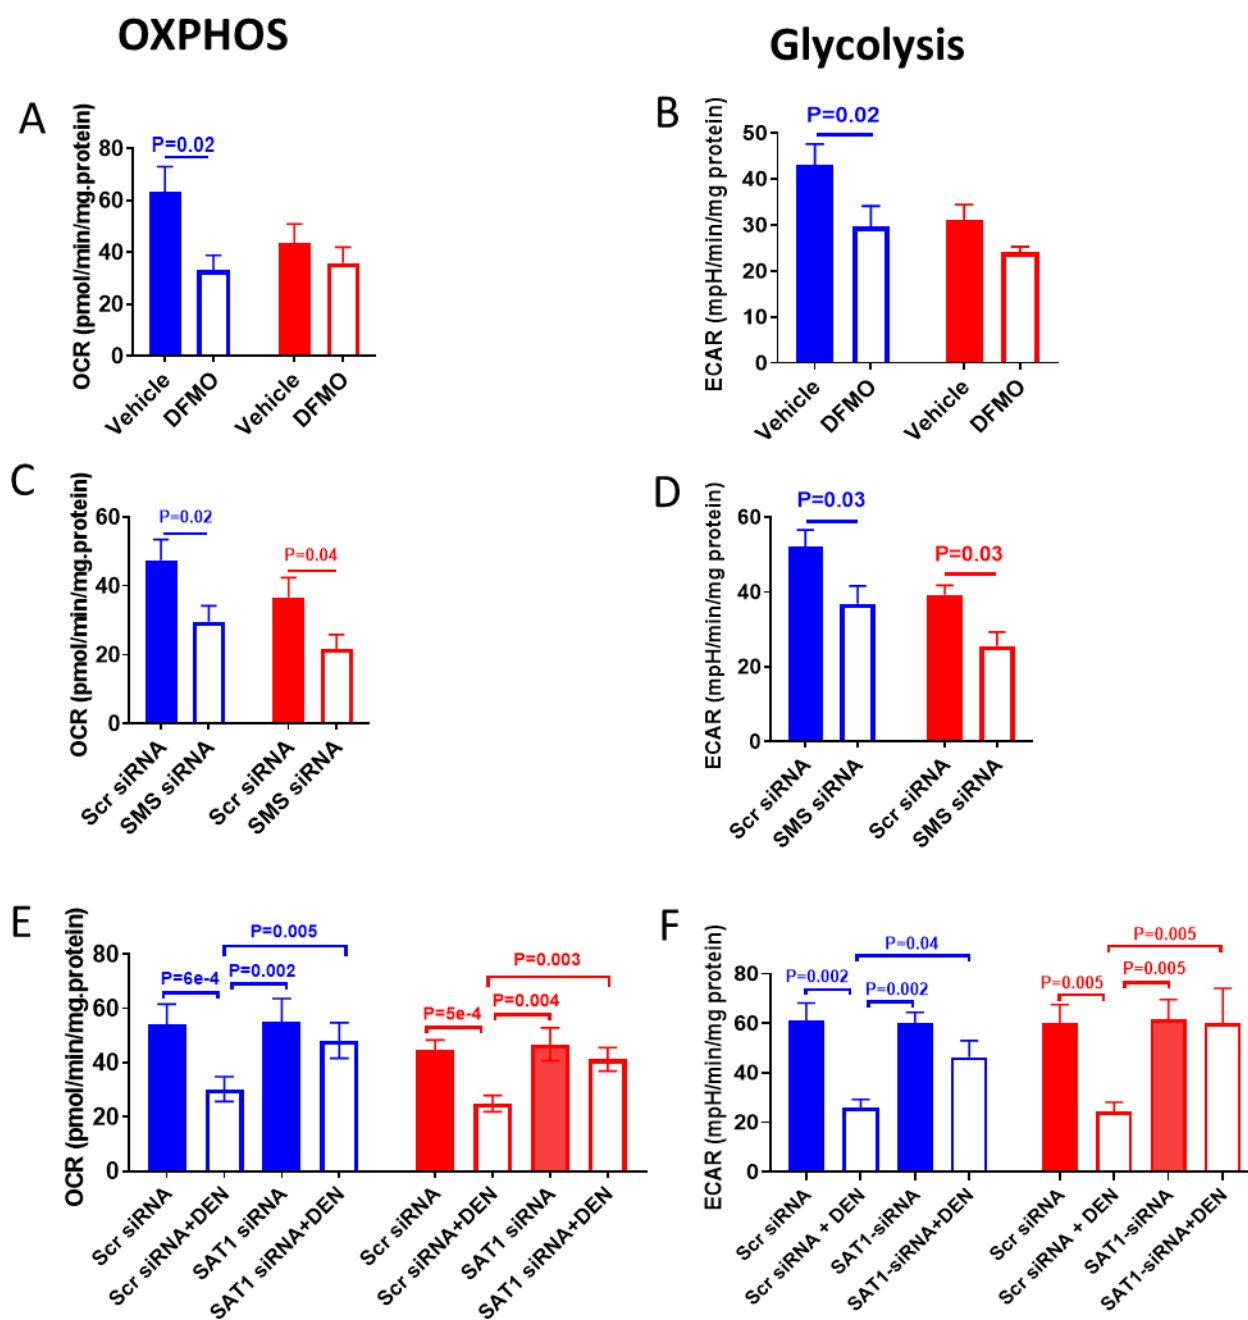 OXPHOS
Glycolysis
A
OCR (pmol/min/mg.protein)
80
60
40
20
0
P=0.02
Vehicle
DFMO
Vehicle
DFMO
B
ECAR (mpH/min/mg protein)
50
40
30
20
10
0
P=0.02
Vehicle
DFMO
Vehicle
DFMO
C
OCR (pmol/min/mg.protein)
60
40
20
0
P=0.02
P=0.04
Scr siRNA
SMS siRNA
Scr siRNA
SMS siRNA
D
ECAR (mpH/min/mg protein)
60
40
20
0
P=0.03
P=0.03
Scr siRNA
SMS siRNA
Scr siRNA
SMS siRNA
E
OCR (pmol/min/mg.protein)
80
60
40
20
0
P=0.005
P=6e-4
P=0.002
P=0.003
P=0.004
P=5e-4
Scr siRNA
Scr siRNA+DEN
SAT1 siRNA
SAT1 siRNA+DEN
Scr siRNA
Scr siRNA+DEN
SAT1 siRNA
SAT1 siRNA+DEN
F
ECAR (mpH/min/mg protein)
80
60
40
20
0
P=0.04
P=0.002
P=0.002
P=0.005
P=0.005
P=0.005
Scr siRNA
Scr siRNA + DEN
SAT1-siRNA
SAT1-siRNA+DEN
Scr siRNA
Scr siRNA + DEN
SAT1-siRNA
SAT1-siRNA+DEN